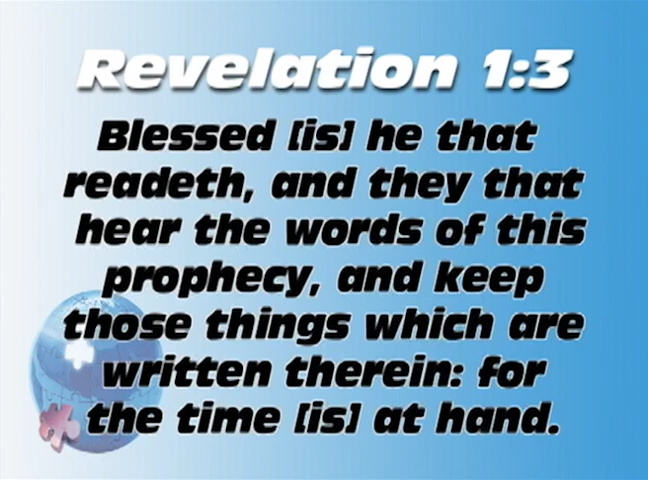 Revelation 1:3
Blessed [is] he that
readeth, and they that
hear the words of this
prophecy, and keep
those things which are
written therein: for
the time [is] at hand.